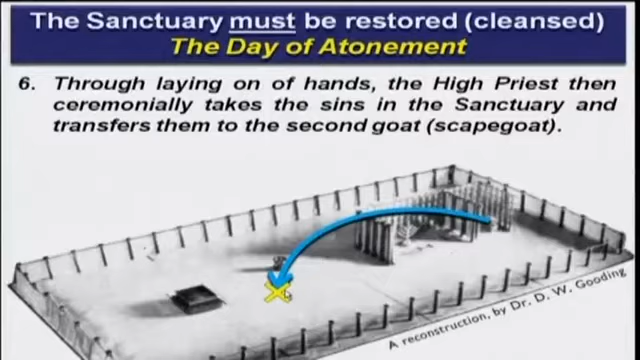 The Sanctuary must be restored (cleansed)
The Day of Atonement
6. Through laying on of hands, the High Priest then
ceremonially takes the sins in the Sanctuary and
transfers them to the second goat (scapegoat).
A reconstruction, by Dr. D. W. Gooding